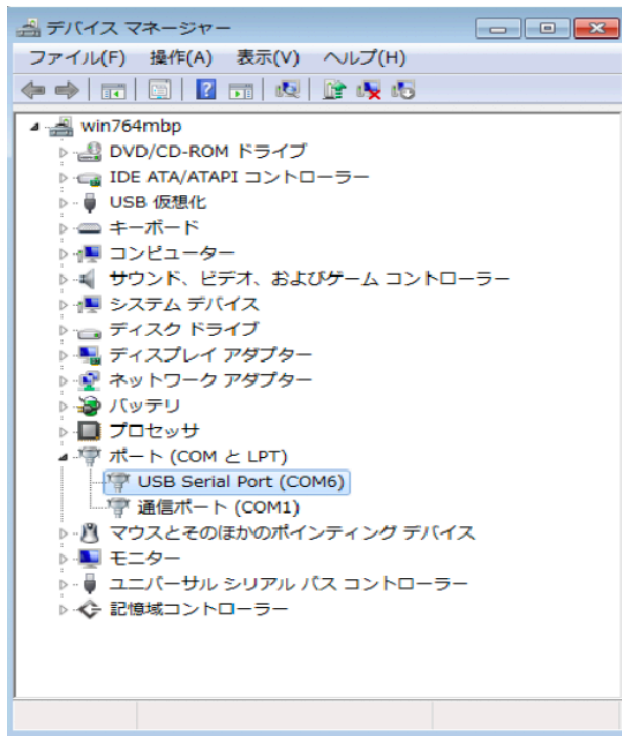 デバイス マネージャー
ファイル(F) 操作(A) 表示(V) ヘルプ(H)
win764mbp
DVD/CD-ROM ドライブ
IDE ATA/ATAPI コントローラー
USB 仮想化
キーボード
コンピューター
サウンド、ビデオ、およびゲーム コントローラー
システム デバイス
ディスク ドライブ
ディスプレイ アダプター
ネットワーク アダプター
バッテリ
プロセッサ
ポート (COM と LPT)
USB Serial Port (COM6)
通信ポート (COM1)
マウスとそのほかのポインティング デバイス
モニター
ユニバーサル シリアル バス コントローラー
記憶域コントローラー